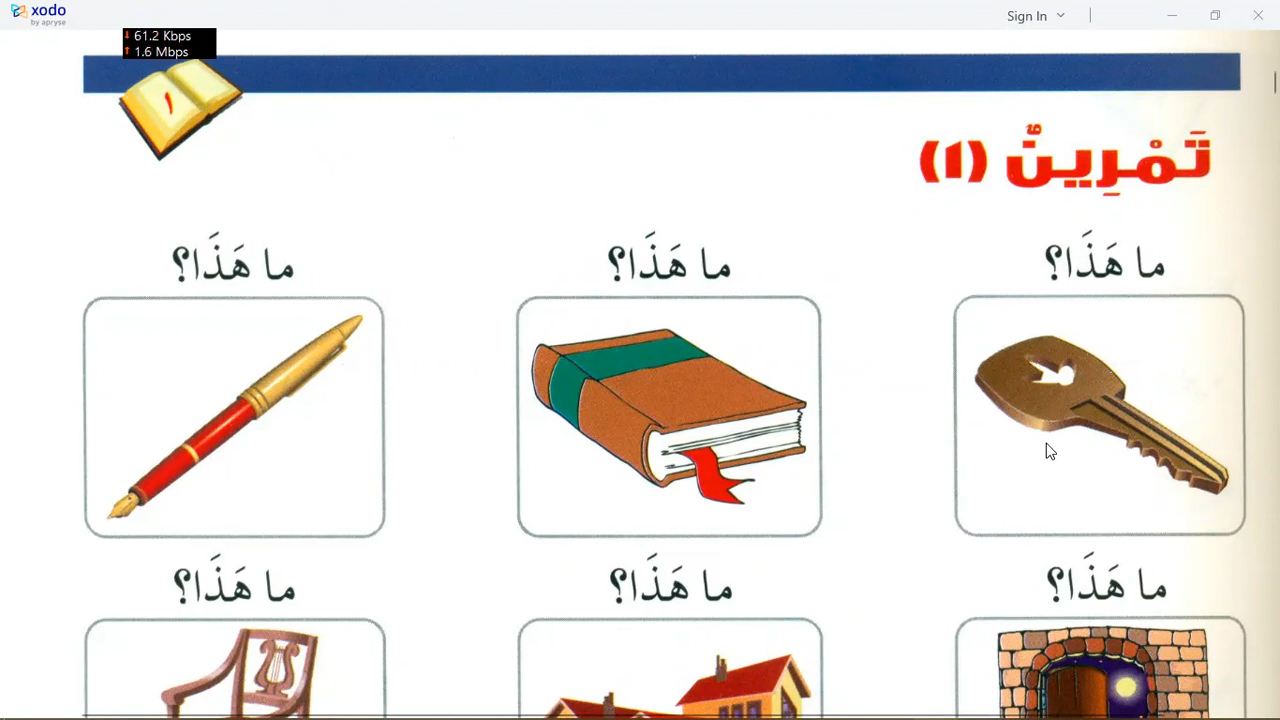 xodo
by apryse
Sign In
↓ 61.2 Kbps
↑ 1.6 Mbps
١
تَمْرِينٌ (١)
ما هَذَا؟
ما هَذَا؟
ما هَذَا؟
ما هَذَا؟
ما هَذَا؟
ما هَذَا؟